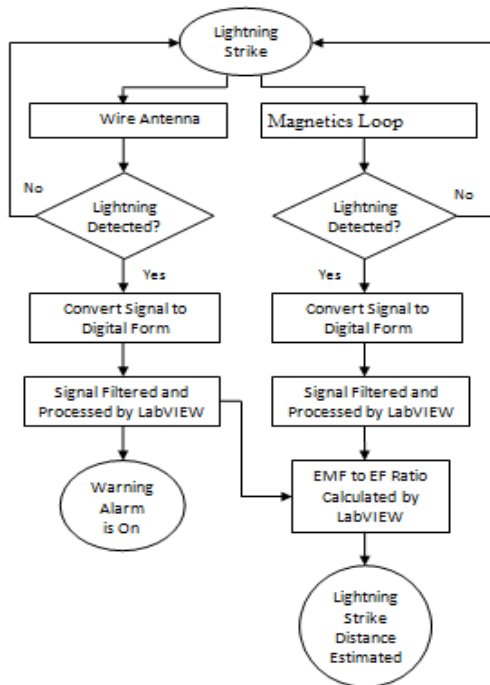 Lightning
Strike
Wire Antenna
Magnetics Loop
No
No
Lightning
Detected?
Lightning
Detected?
Yes
Yes
Convert Signal to
Digital Form
Convert Signal to
Digital Form
Signal Filtered and
Processed by LabVIEW
Signal Filtered and
Processed by LabVIEW
Warning
Alarm
is On
EMF to EF Ratio
Calculated by
LabVIEW
Lightning
Strike
Distance
Estimated